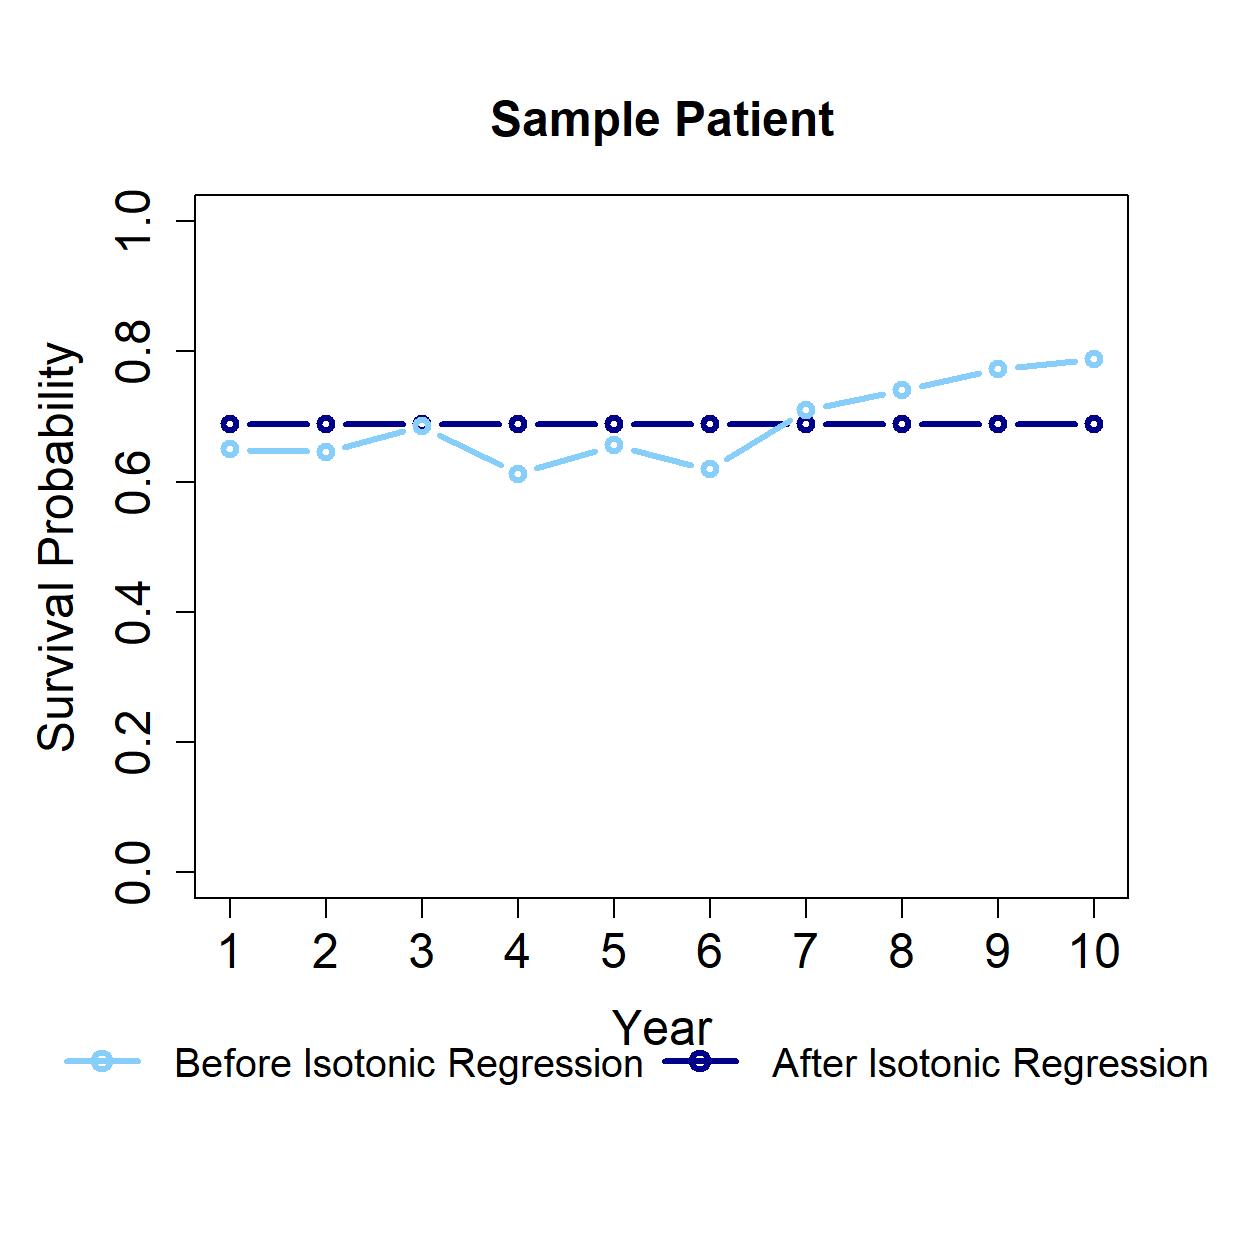 Sample Patient
Survival Probability
1.0
0.8
0.6
0.4
0.2
0.0
1 2 3 4 5 6 7 8 9 10
Year
Before Isotonic Regression After Isotonic Regression